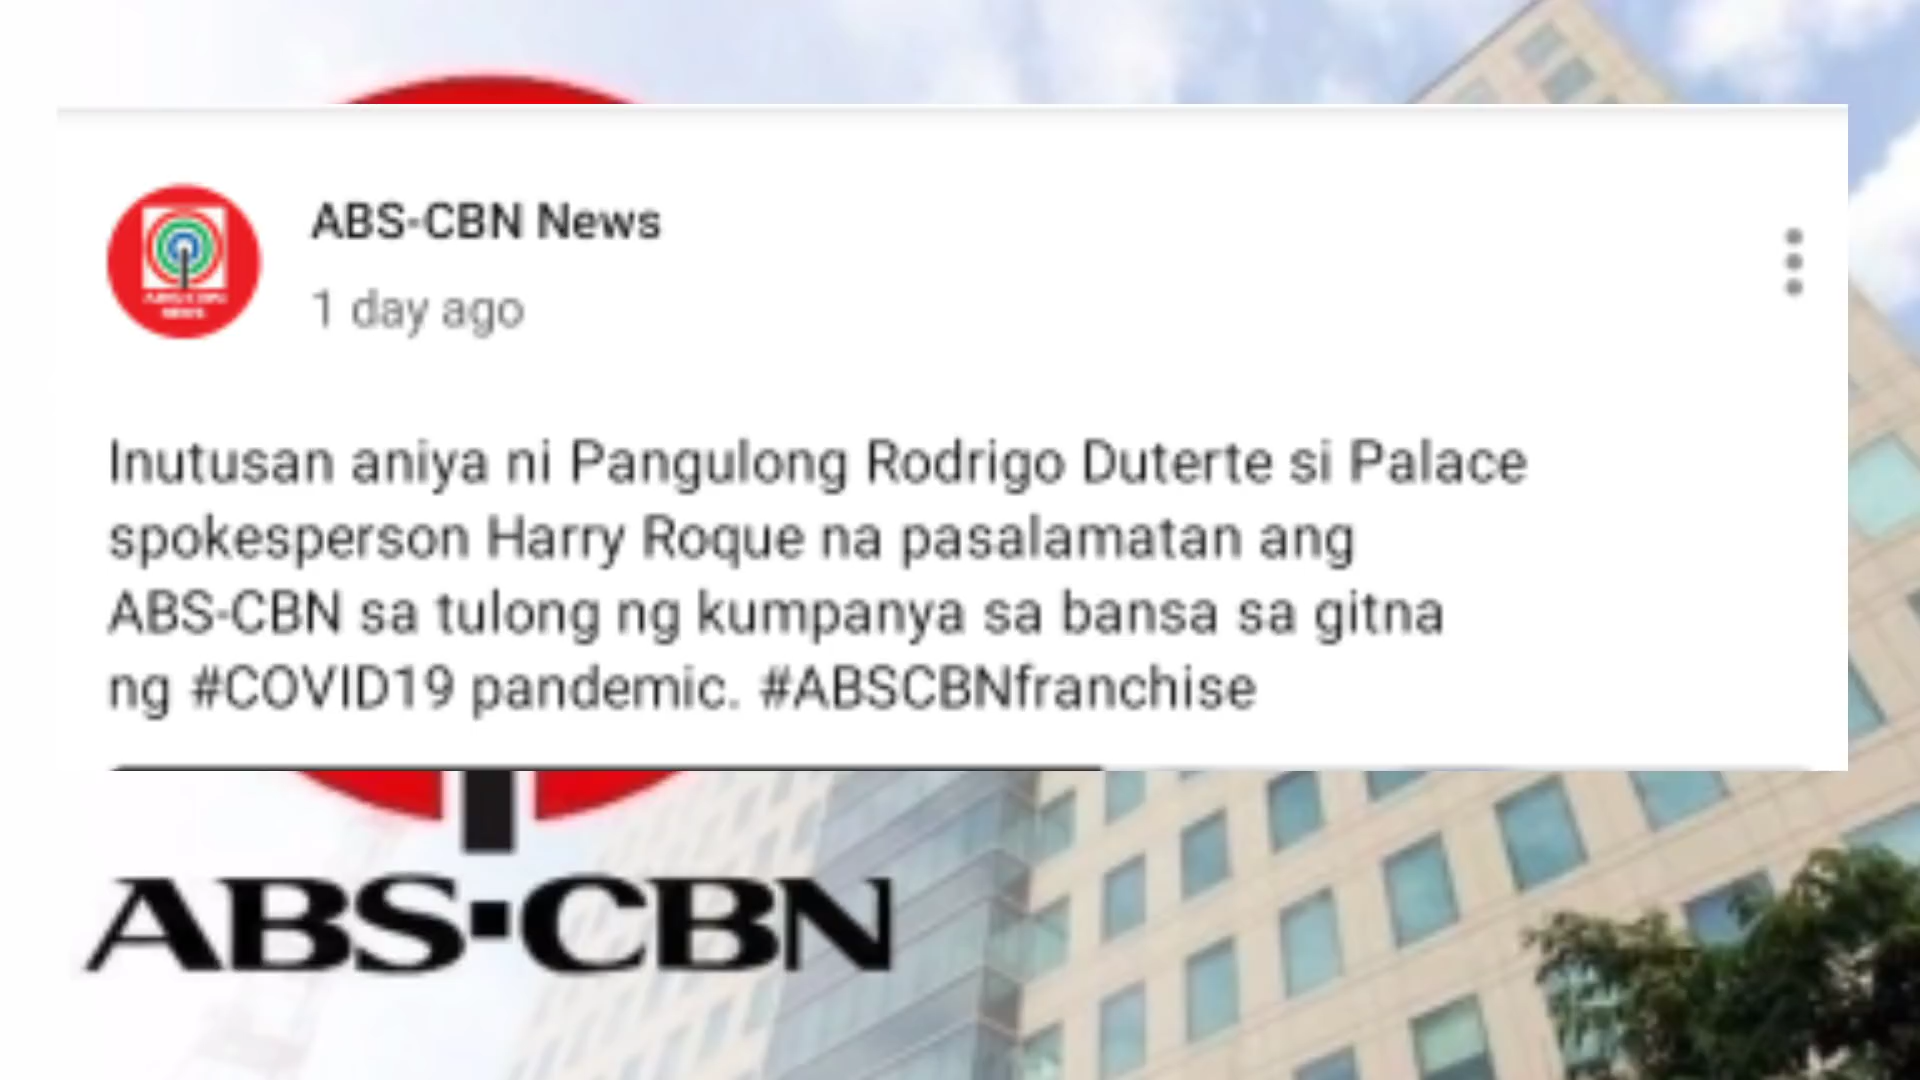 ABS-CBN News
1 day ago
Inutusan aniya ni Pangulong Rodrigo Duterte si Palace
spokesperson Harry Roque na pasalamatan ang
ABS-CBN sa tulong ng kumpanya sa bansa sa gitna
ng #COVID19 pandemic. #ABSCBNfranchise
ABS-CBN